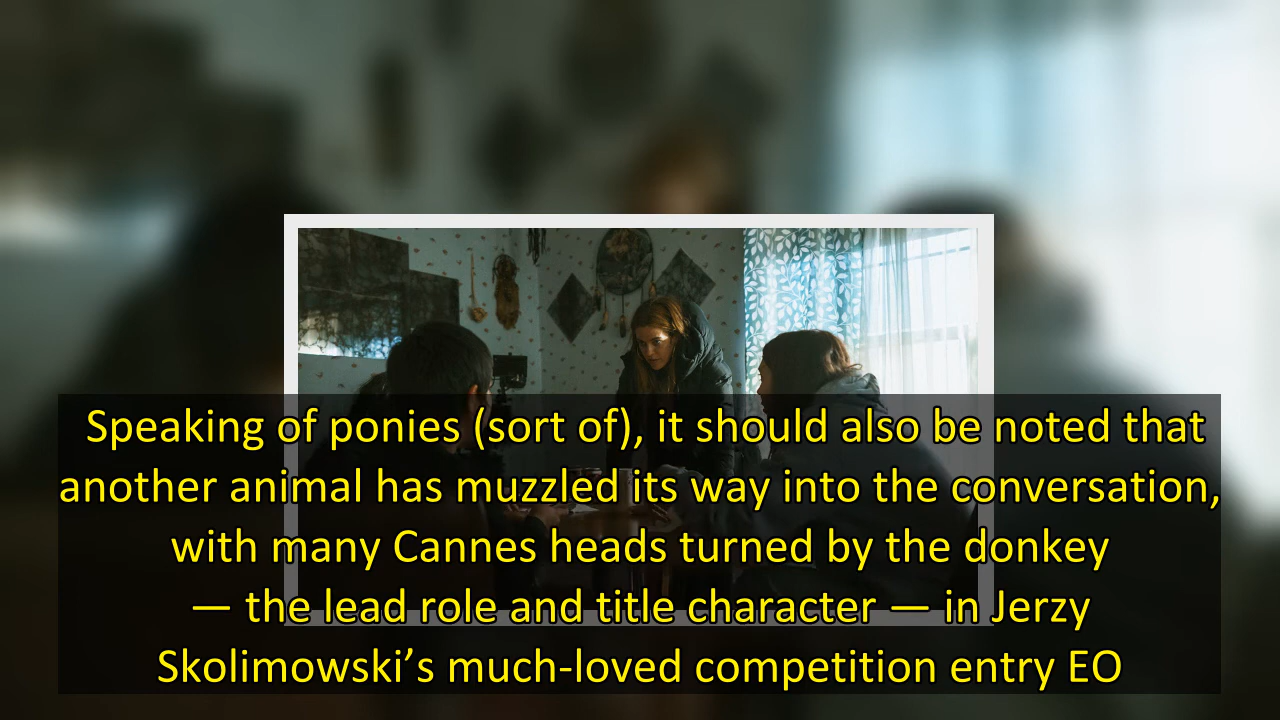 Speaking of ponies (sort of), it should also be noted that
another animal has muzzled its way into the conversation,
with many Cannes heads turned by the donkey
— the lead role and title character — in Jerzy
Skolimowski’s much-loved competition entry EO